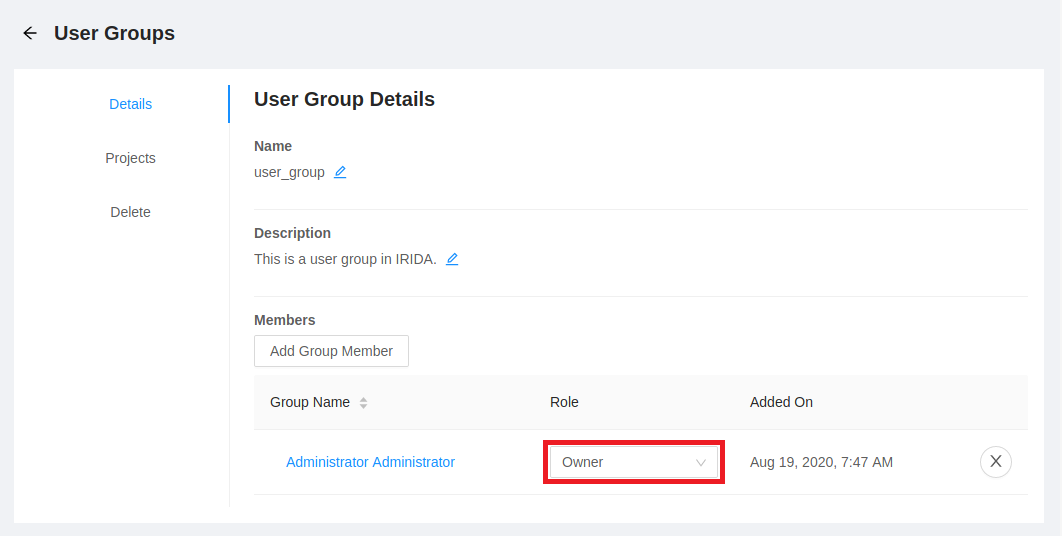 User Groups
Details
Projects
Delete
User Group Details
Name
user_group
Description
This is a user group in IRIDA.
Members
Add Group Member
Group Name Role Added On
Administrator Administrator Owner Aug 19, 2020, 7:47 AM X